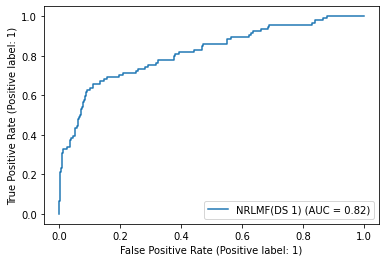 1.0
0.8
0.6
0.4
0.2
0.0
True Positive Rate (Positive label: 1)
NRLMF(DS 1) (AUC = 0.82)
0.0 0.2 0.4 0.6 0.8 1.0
False Positive Rate (Positive label: 1)